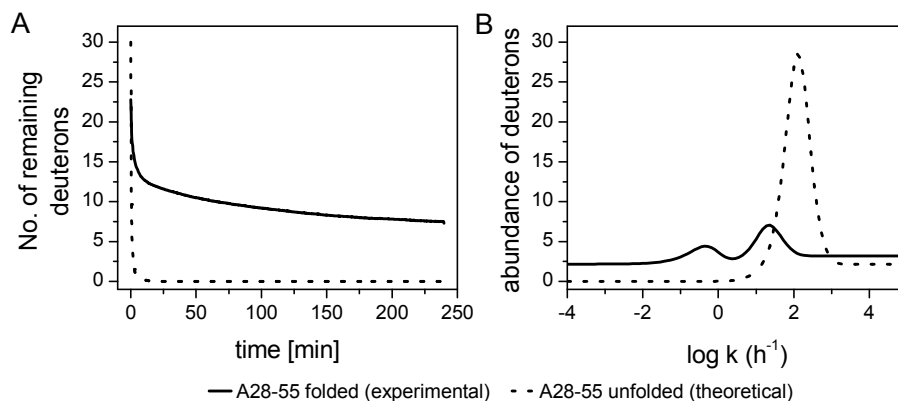 A
No. of remaining
deuterons
30
25
20
15
10
5
0
0 50 100 150 200 250
time [min]
B
abundance of deuterons
30
25
20
15
10
5
0
-4 -2 0 2 4
log k (h⁻¹)
A28-55 folded (experimental) A28-55 unfolded (theoretical)